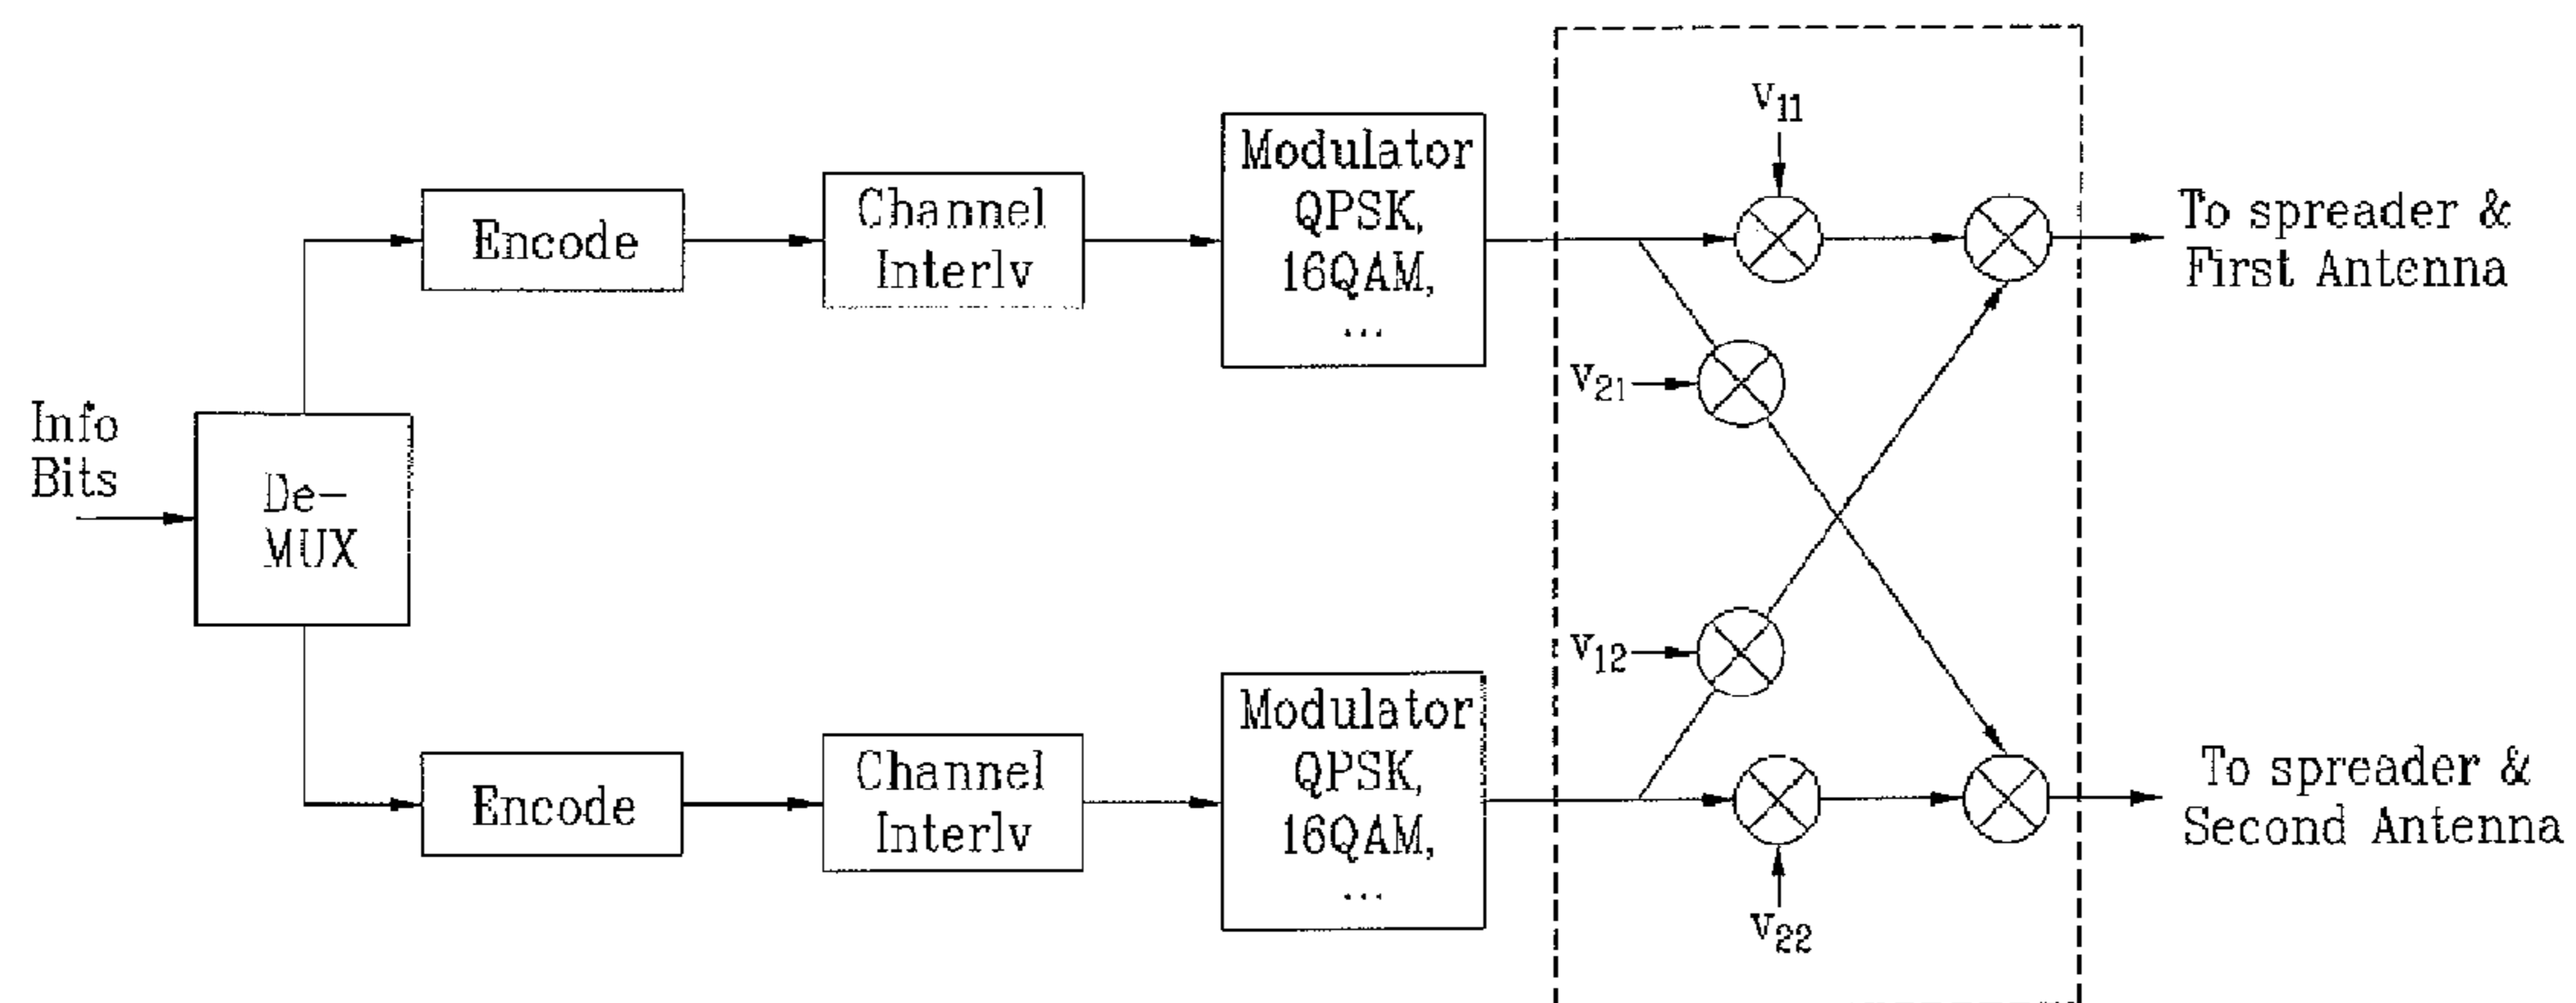 Info
Bits
De-
MUX
Encode
Channel
Interlv
Modulator
QPSK,
16QAM,
...
v11
v21
To spreader &
First Antenna
Encode
Channel
Interlv
Modulator
QPSK,
16QAM,
...
v12
v22
To spreader &
Second Antenna